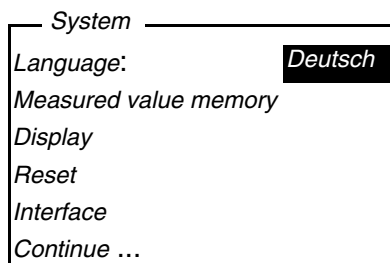 System
Language: Deutsch
Measured value memory
Display
Reset
Interface
Continue ...